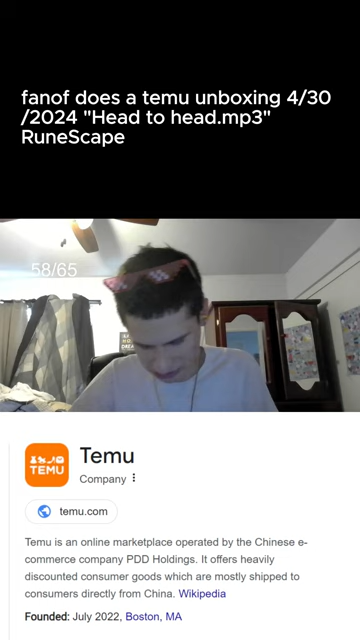 fanof does a temu unboxing 4/30
/2024 "Head to head.mp3"
RuneScape
58/65
TEMU
Temu
Company
temu.com
Temu is an online marketplace operated by the Chinese e-
commerce company PDD Holdings. It offers heavily
discounted consumer goods which are mostly shipped to
consumers directly from China. Wikipedia
Founded: July 2022, Boston, MA